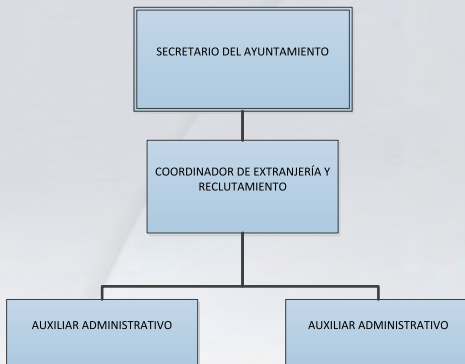 SECRETARIO DEL AYUNTAMIENTO
COORDINADOR DE EXTRANJERÍA Y
RECLUTAMIENTO
AUXILIAR ADMINISTRATIVO
AUXILIAR ADMINISTRATIVO